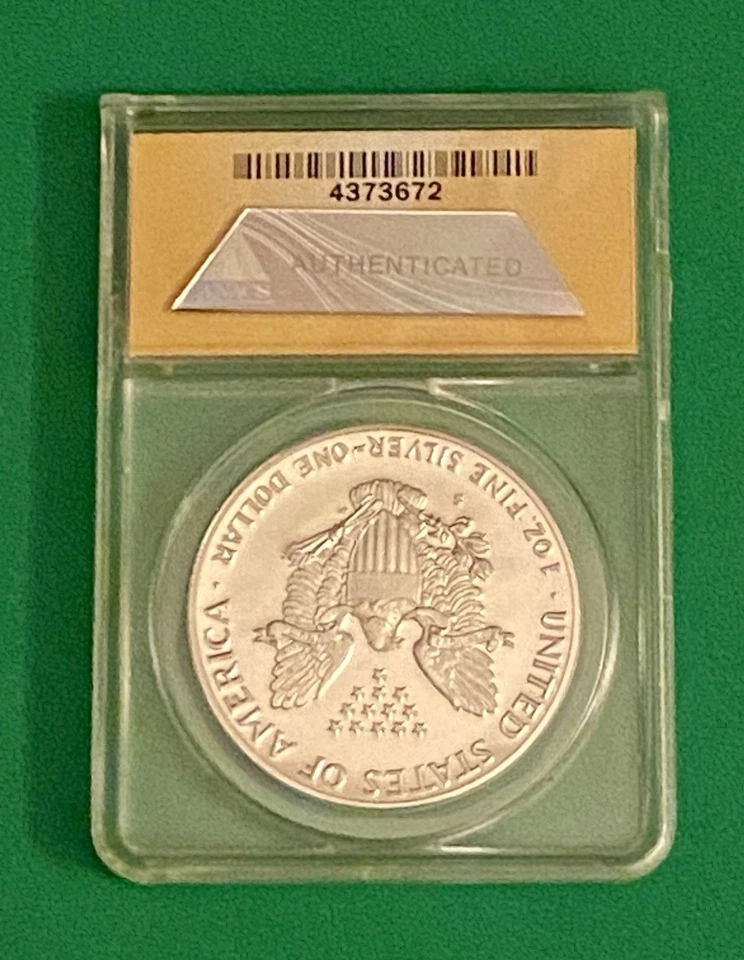 4373672
AUTHENTICATED
UNITED STATES OF AMERICA
1 OZ. FINE SILVER~ONE DOLLAR